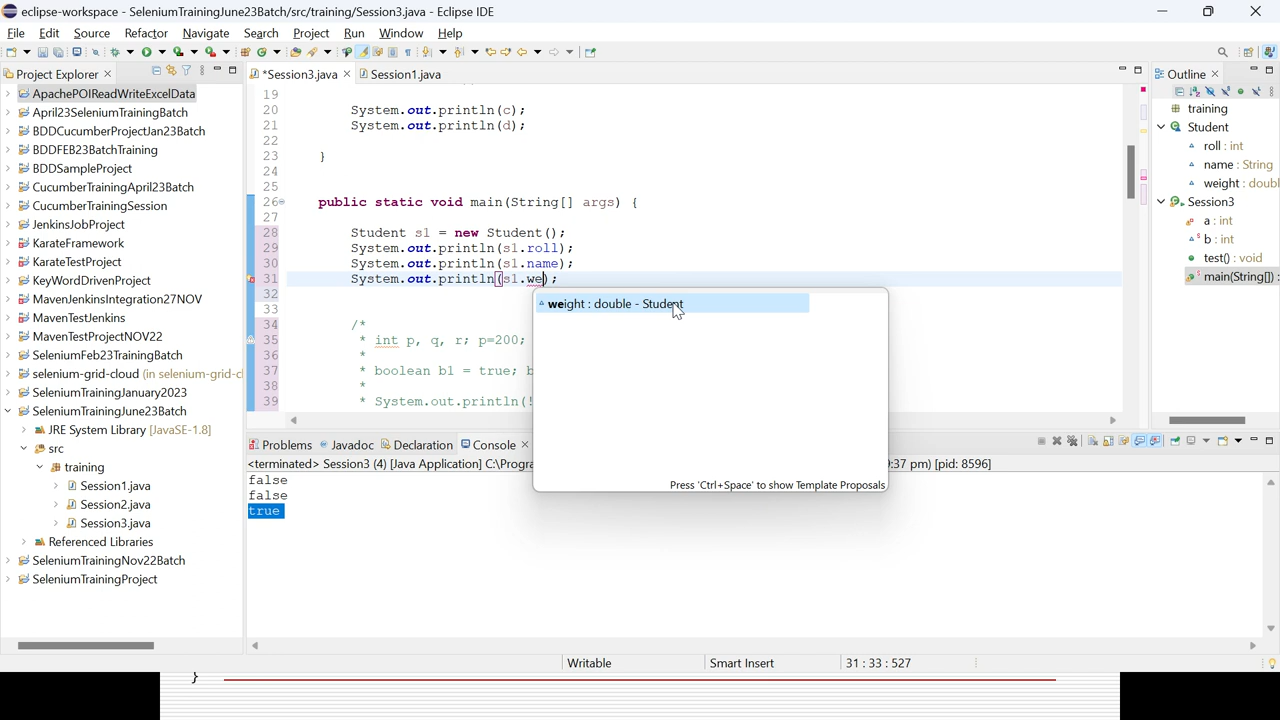 eclipse-workspace - SeleniumTrainingJune23Batch/src/training/Session3.java - Eclipse IDE
File Edit Source Refactor Navigate Search Project Run Window Help
Project Explorer
ApachePOIReadWriteExcelData
April23SeleniumTrainingBatch
BDDCucumberProjectJan23Batch
BDDFEB23BatchTraining
BDDSampleProject
CucumberTrainingApril23Batch
CucumberTrainingSession
JenkinsJobProject
KarateFramework
KarateTestProject
KeyWordDrivenProject
MavenJenkinsIntegration27NOV
MavenTestJenkins
MavenTestProjectNOV22
SeleniumFeb23TrainingBatch
selenium-grid-cloud (in selenium-grid-c
SeleniumTrainingJanuary2023
SeleniumTrainingJune23Batch
JRE System Library [JavaSE-1.8]
src
training
Session1.java
Session2.java
Session3.java
Referenced Libraries
SeleniumTrainingNov22Batch
SeleniumTrainingProject
*Session3.java Session1.java
19
20 System.out.println(c);
21 System.out.println(d);
22
23 }
24
25
26 public static void main(String[] args) {
27
28 Student s1 = new Student();
29 System.out.println(s1.roll);
30 System.out.println(s1.name);
31 System.out.println(s1.we);
32
33
34 /*
35 * int p, q, r; p=200;
36 *
37 * boolean b1 = true; b
38 *
39 * System.out.println(!
weight : double - Student
Press 'Ctrl+Space' to show Template Proposals
Outline
training
Student
roll : int
name : String
weight : doubl
Session3
a : int
S b : int
test() : void
S main(String[]) :
Problems Javadoc Declaration Console
<terminated> Session3 (4) [Java Application] C:\Progra :37 pm) [pid: 8596]
false
false
true
Writable Smart Insert 31 : 33 : 527
}